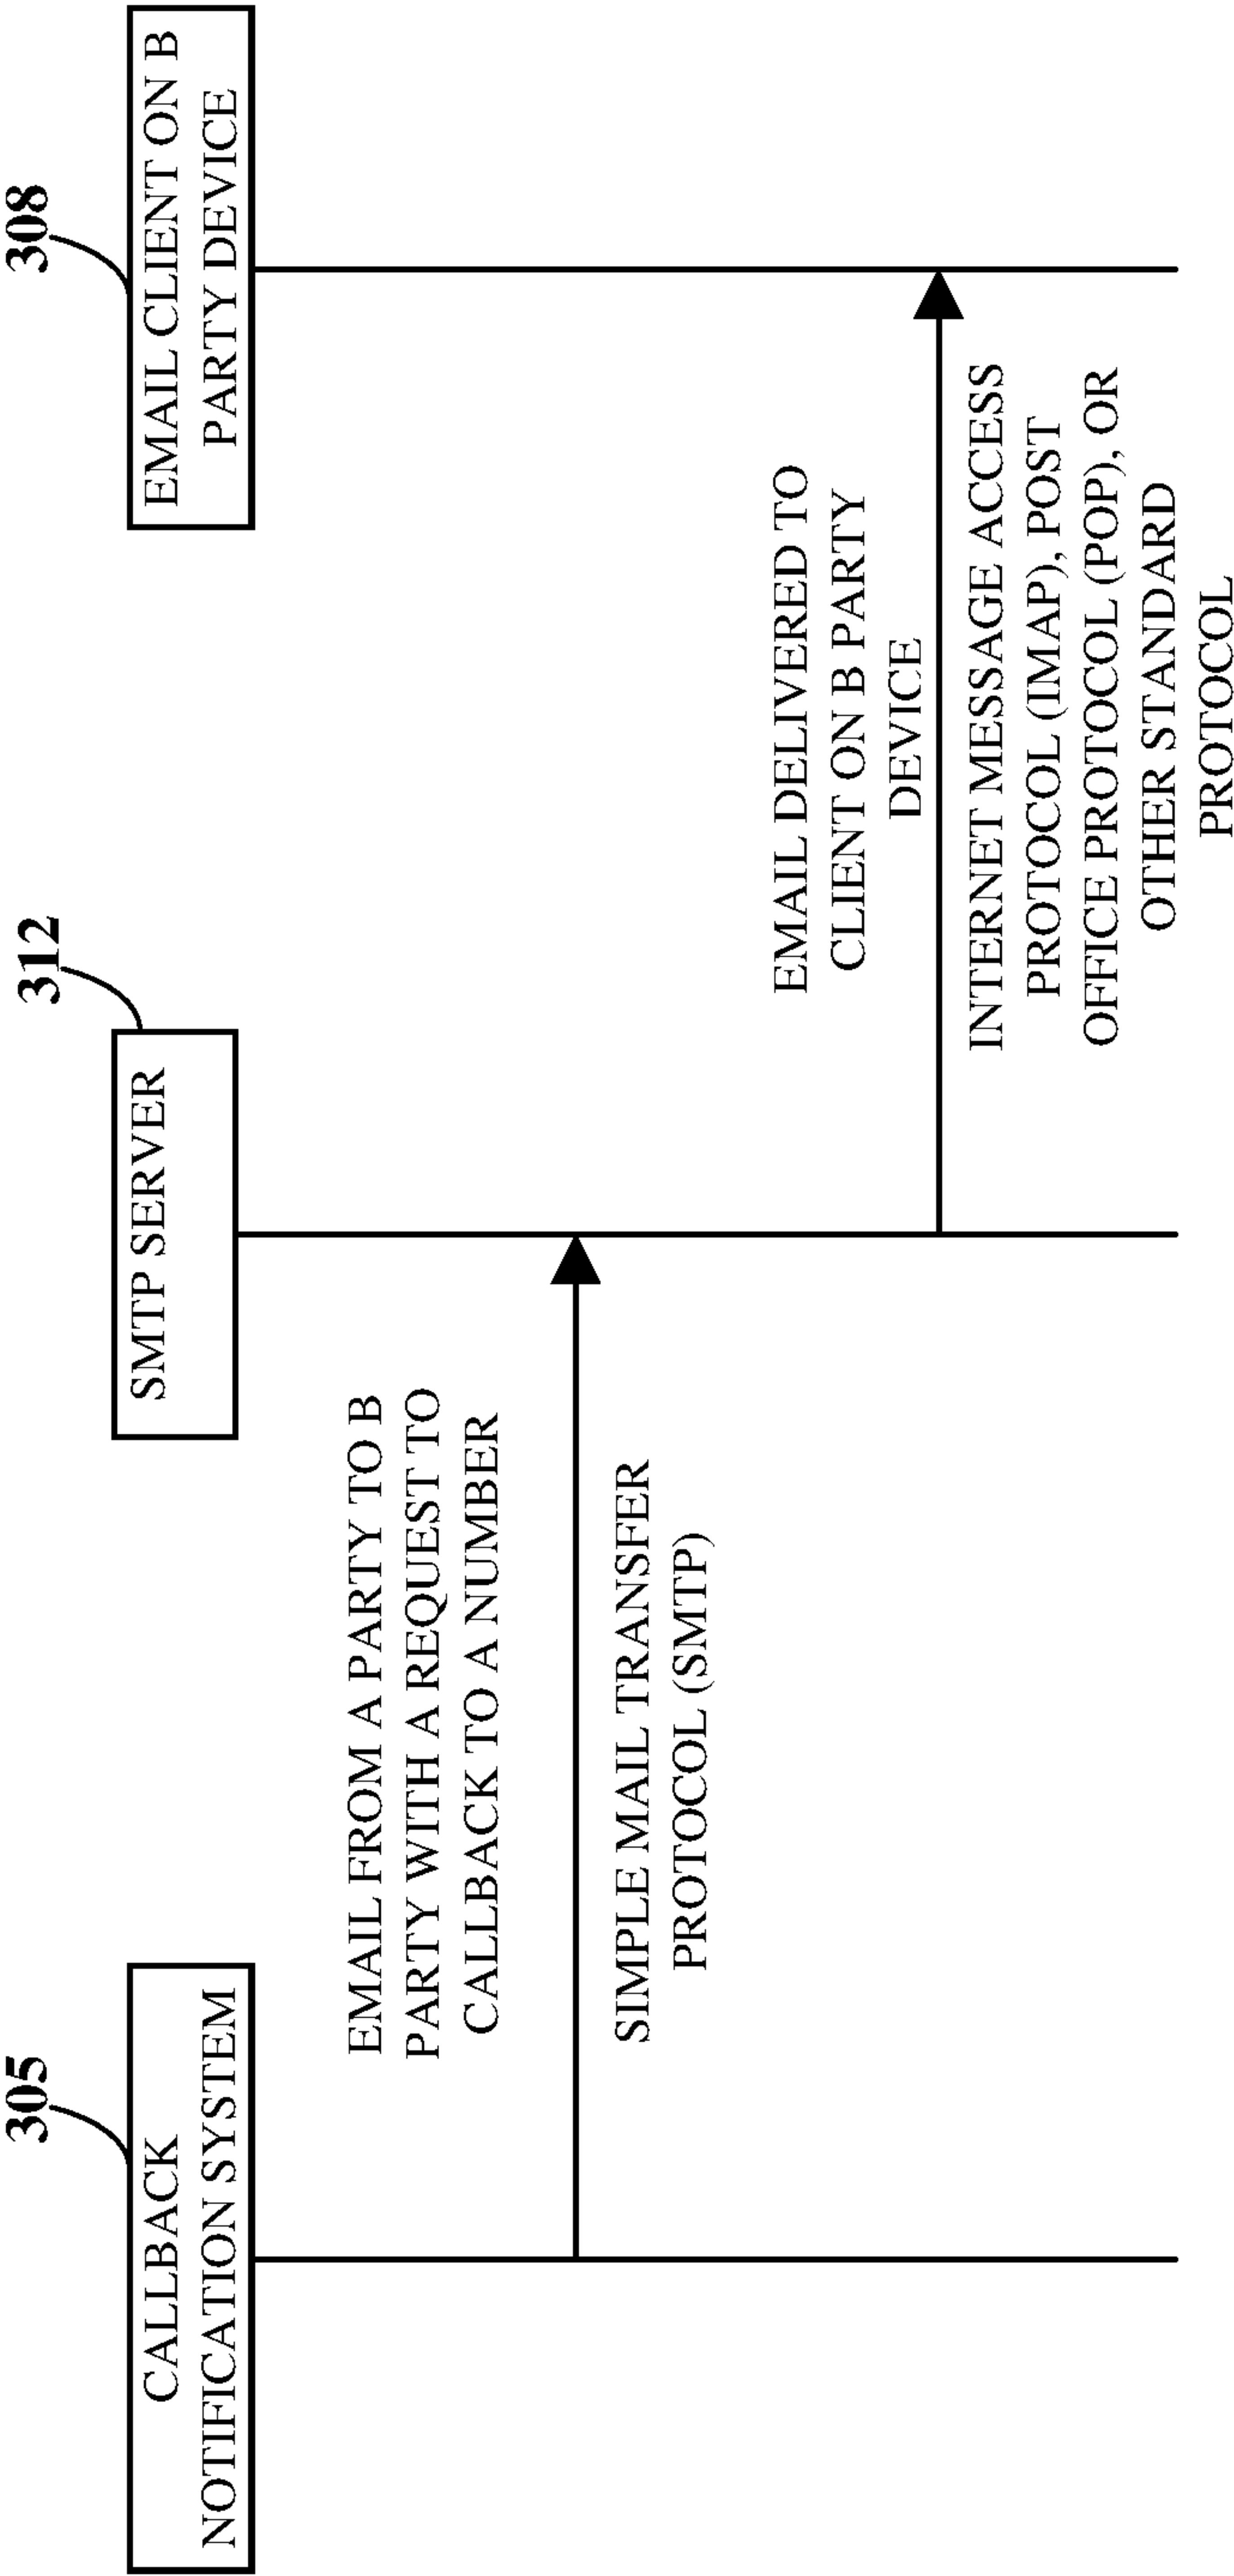 305
CALLBACK
NOTIFICATION SYSTEM
312
SMTP SERVER
308
EMAIL CLIENT ON B
PARTY DEVICE
EMAIL FROM A PARTY TO B
PARTY WITH A REQUEST TO
CALLBACK TO A NUMBER
SIMPLE MAIL TRANSFER
PROTOCOL (SMTP)
EMAIL DELIVERED TO
CLIENT ON B PARTY
DEVICE
INTERNET MESSAGE ACCESS
PROTOCOL (IMAP), POST
OFFICE PROTOCOL (POP), OR
OTHER STANDARD
PROTOCOL